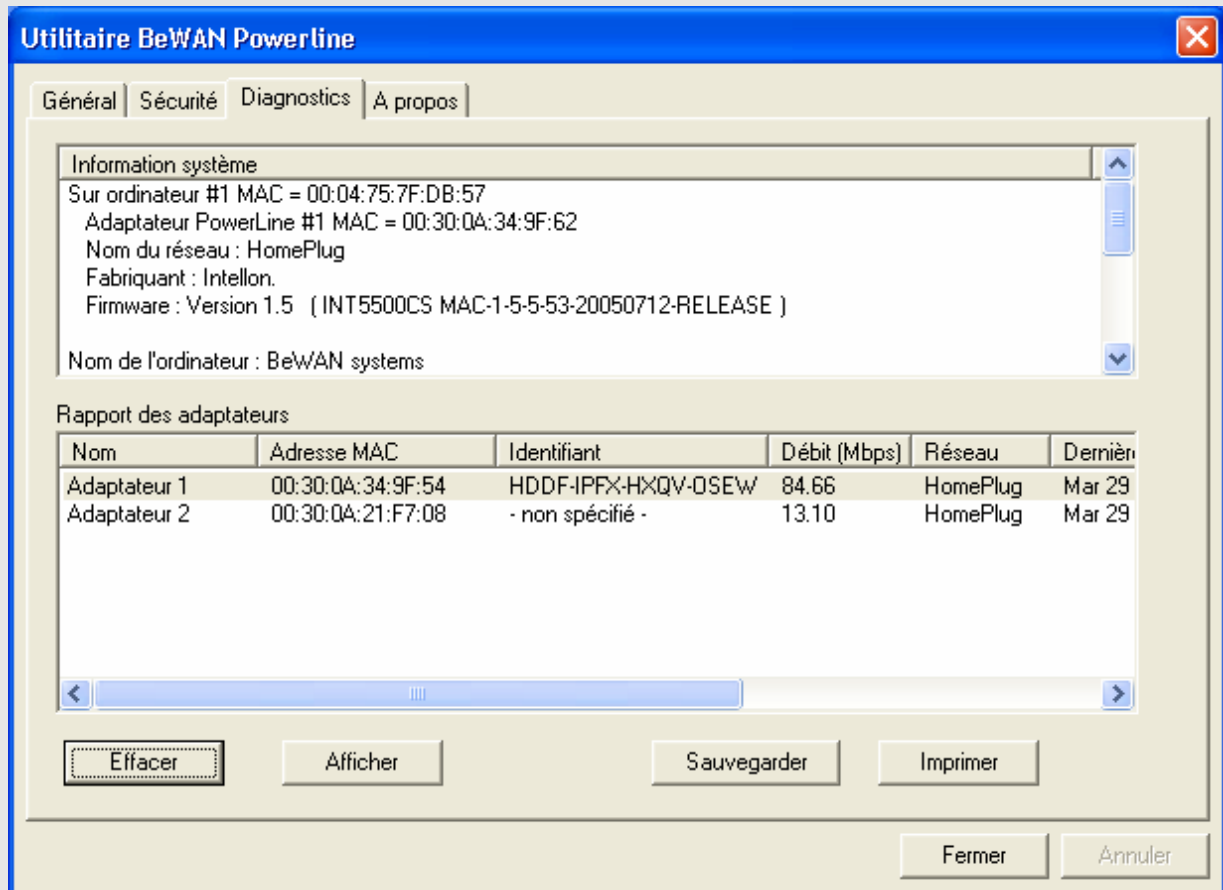 Utilitaire BeWAN Powerline
Général Sécurité Diagnostics A propos
Information système
Sur ordinateur #1 MAC = 00:04:75:7F:DB:57
Adaptateur PowerLine #1 MAC = 00:30:0A:34:9F:62
Nom du réseau : HomePlug
Fabriquant : Intellon.
Firmware : Version 1.5 ( INT5500CS MAC-1-5-5-53-20050712-RELEASE )
Nom de l'ordinateur : BeWAN systems
Rapport des adaptateurs
Nom Adresse MAC Identifiant Débit (Mbps) Réseau Dernièr
Adaptateur 1 00:30:0A:34:9F:54 HDDF-IPFX-HXQV-OSEW 84.66 HomePlug Mar 29
Adaptateur 2 00:30:0A:21:F7:08 - non spécifié - 13.10 HomePlug Mar 29
Effacer Afficher Sauvegarder Imprimer
Fermer Annuler